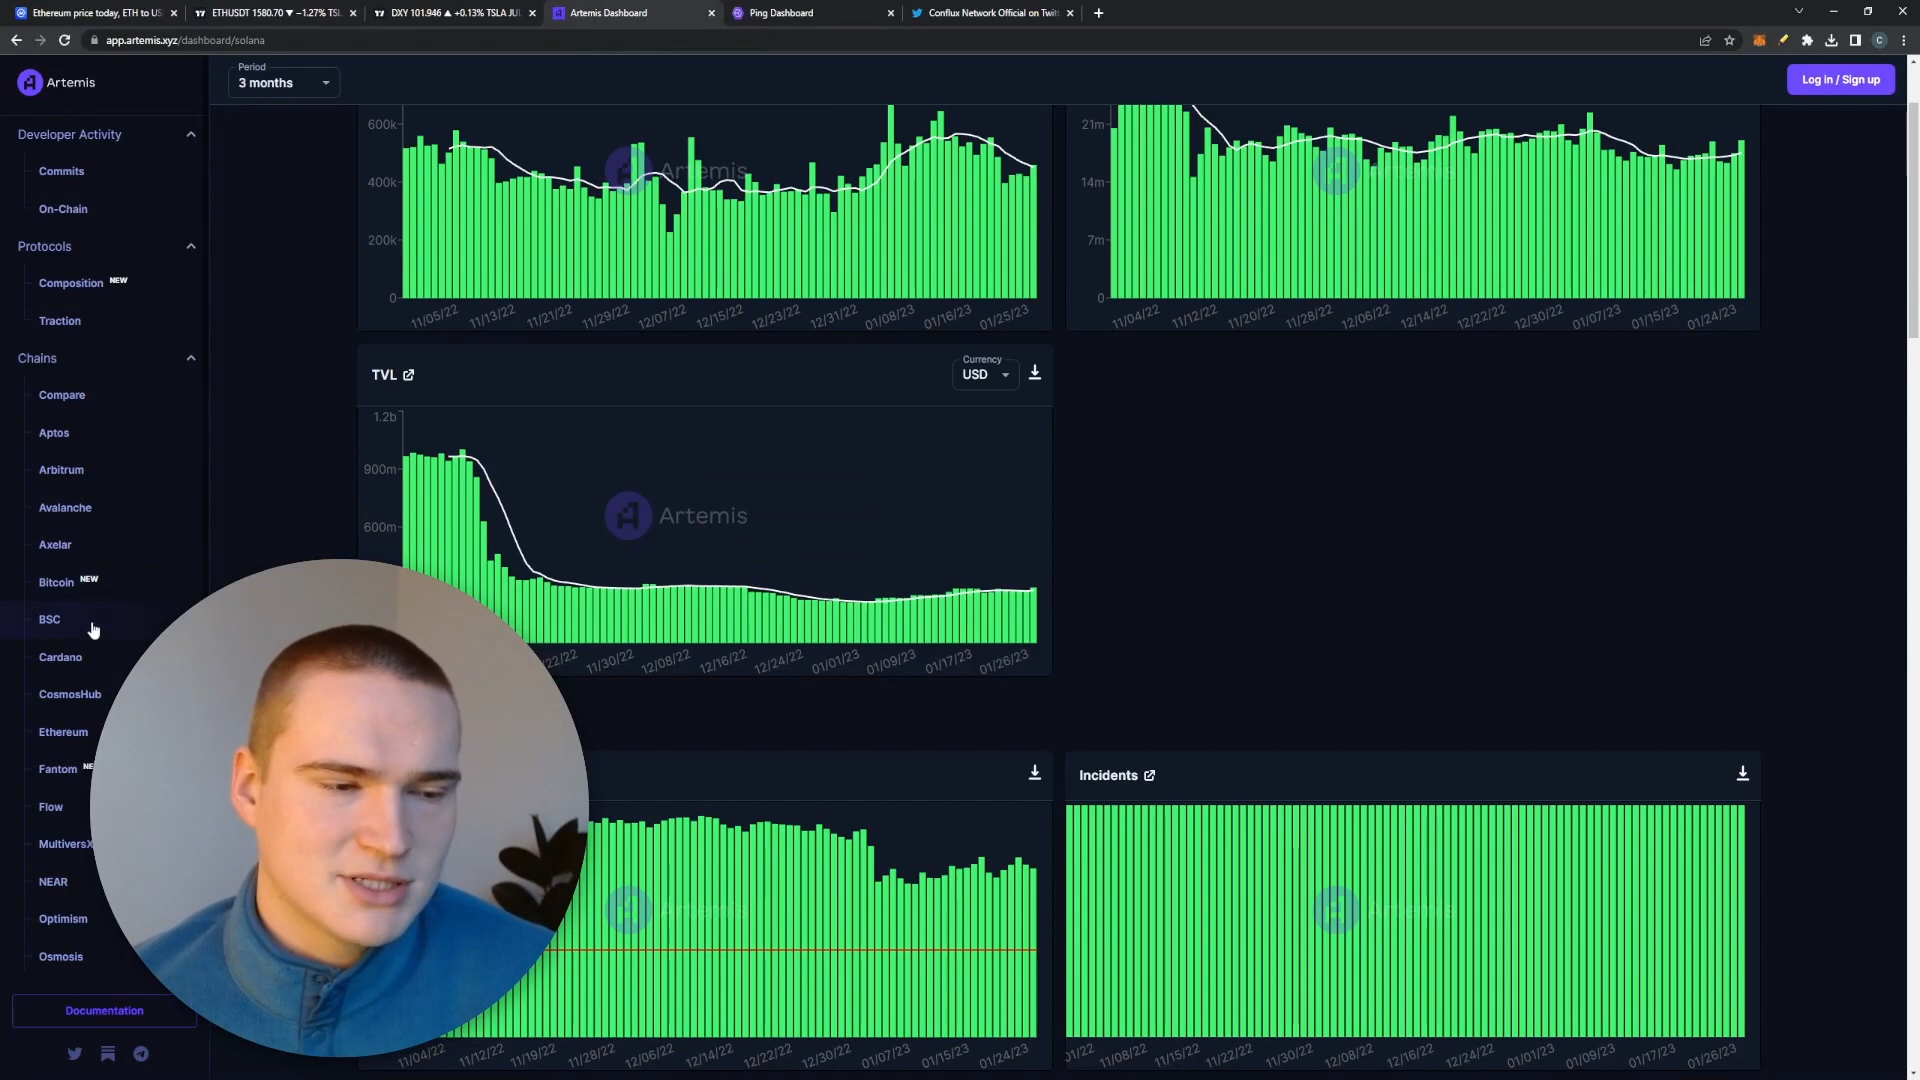 Ethereum price today, ETH to US
ETHUSDT 1580.70 ▼ −1.27% TSL
DXY 101.946 ▲ +0.13% TSLA JUL
Artemis Dashboard
Ping Dashboard
Conflux Network Official on Twitt
app.artemis.xyz/dashboard/solana
C
Artemis
Period
3 months
Log in / Sign up
Developer Activity
Commits
On-Chain
Protocols
Composition NEW
Traction
Chains
Compare
Aptos
Arbitrum
Avalanche
Axelar
Bitcoin NEW
BSC
Cardano
CosmosHub
Ethereum
Fantom NE
Flow
MultiversX
NEAR
Optimism
Osmosis
Documentation
600k
400k
200k
0
Artemis
11/05/22 11/13/22 11/21/22 11/29/22 12/07/22 12/15/22 12/23/22 12/31/22 01/08/23 01/16/23 01/25/23
21m
14m
7m
0
Artemis
11/04/22 11/12/22 11/20/22 11/28/22 12/06/22 12/14/22 12/22/22 12/30/22 01/07/23 01/15/23 01/24/23
TVL
Currency
USD
1.2b
900m
600m
Artemis
22/22 11/30/22 12/08/22 12/16/22 12/24/22 01/01/23 01/09/23 01/17/23 01/26/23
Artemis
11/04/22 11/12/22 11/19/22 11/28/22 12/06/22 12/14/22 12/22/22 12/30/22 01/07/23 01/15/23 01/24/23
Incidents
Artemis
01/22 11/08/22 11/15/22 11/22/22 11/30/22 12/08/22 12/16/22 12/24/22 01/01/23 01/09/23 01/17/23 01/26/23